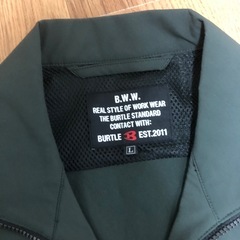 B.W.W.
REAL STYLE OF WORK WEAR
THE BURTLE STANDARD
CONTACT WITH:
BURTLE EST.2011
L